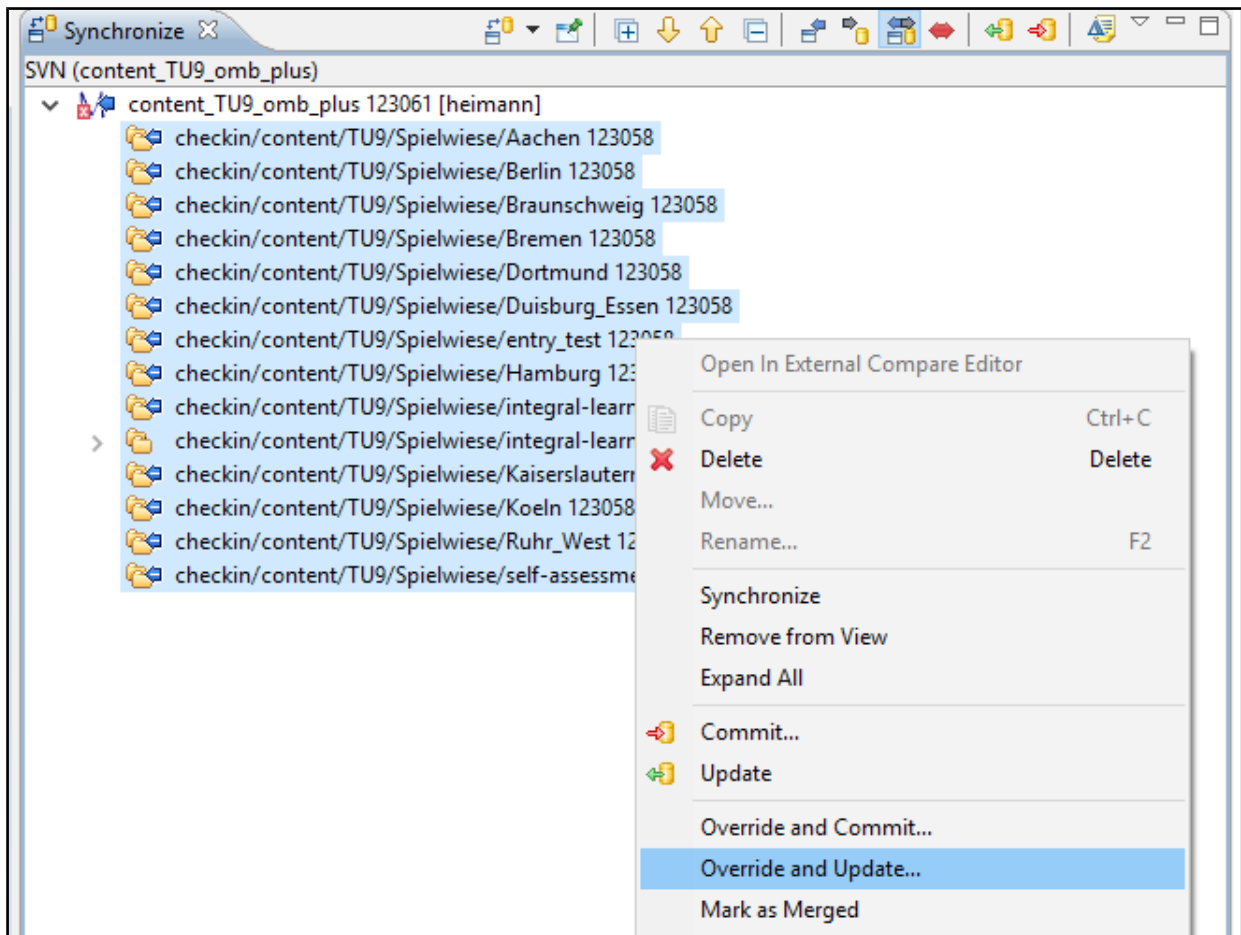 Synchronize
SVN (content_TU9_omb_plus)
content_TU9_omb_plus 123061 [heimann]
checkin/content/TU9/Spielwiese/Aachen 123058
checkin/content/TU9/Spielwiese/Berlin 123058
checkin/content/TU9/Spielwiese/Braunschweig 123058
checkin/content/TU9/Spielwiese/Bremen 123058
checkin/content/TU9/Spielwiese/Dortmund 123058
checkin/content/TU9/Spielwiese/Duisburg_Essen 123058
checkin/content/TU9/Spielwiese/entry_test 123058
checkin/content/TU9/Spielwiese/Hamburg 123
checkin/content/TU9/Spielwiese/integral-learn
checkin/content/TU9/Spielwiese/integral-learn
checkin/content/TU9/Spielwiese/Kaiserslautern
checkin/content/TU9/Spielwiese/Koeln 123058
checkin/content/TU9/Spielwiese/Ruhr_West 12
checkin/content/TU9/Spielwiese/self-assessme
Open In External Compare Editor
Copy Ctrl+C
Delete Delete
Move...
Rename... F2
Synchronize
Remove from View
Expand All
Commit...
Update
Override and Commit...
Override and Update...
Mark as Merged